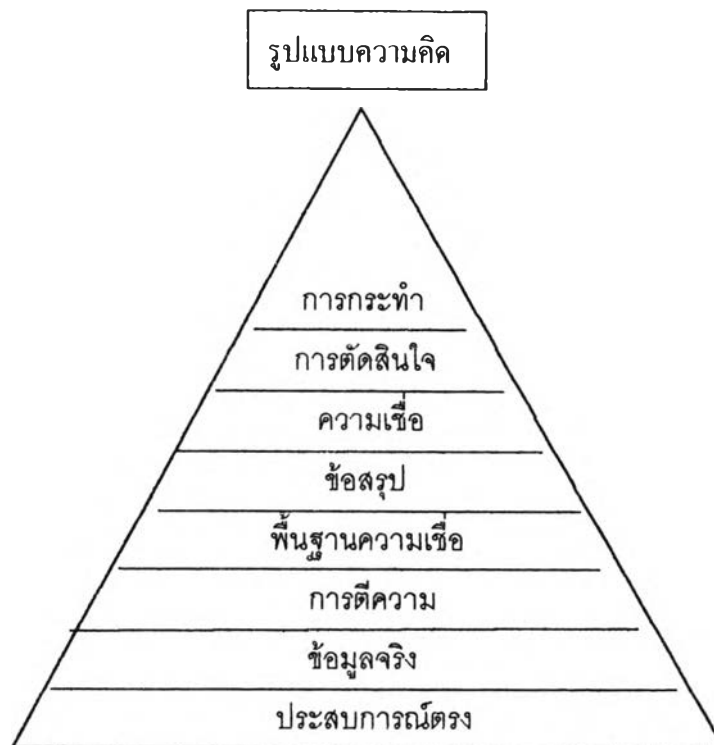 รูปแบบความคิด
การกระทำ
การตัดสินใจ
ความเชื่อ
ข้อสรุป
พื้นฐานความเชื่อ
การตีความ
ข้อมูลจริง
ประสบการณ์ตรง